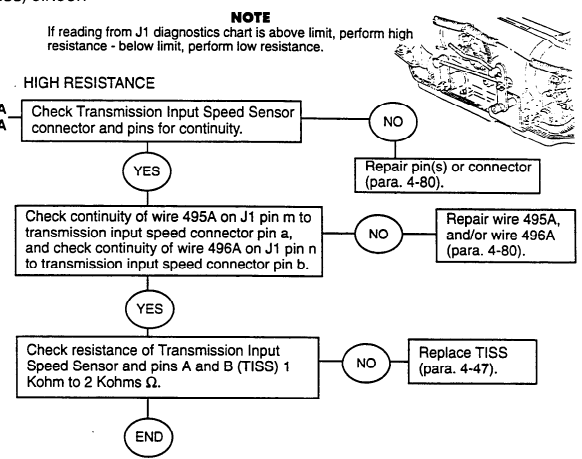 NOTE
If reading from J1 diagnostics chart is above limit, perform high
resistance - below limit, perform low resistance.
HIGH RESISTANCE
A
A
Check Transmission Input Speed Sensor
connector and pins for continuity.
NO
Repair pin(s) or connector
(para. 4-80).
YES
Check continuity of wire 495A on J1 pin m to
transmission input speed connector pin a,
and check continuity of wire 496A on J1 pin n
to transmission input speed connector pin b.
NO
Repair wire 495A,
and/or wire 496A
(para. 4-80).
YES
Check resistance of Transmission Input
Speed Sensor and pins A and B (TISS) 1
Kohm to 2 Kohms Ω.
NO
Replace TISS
(para. 4-47).
END